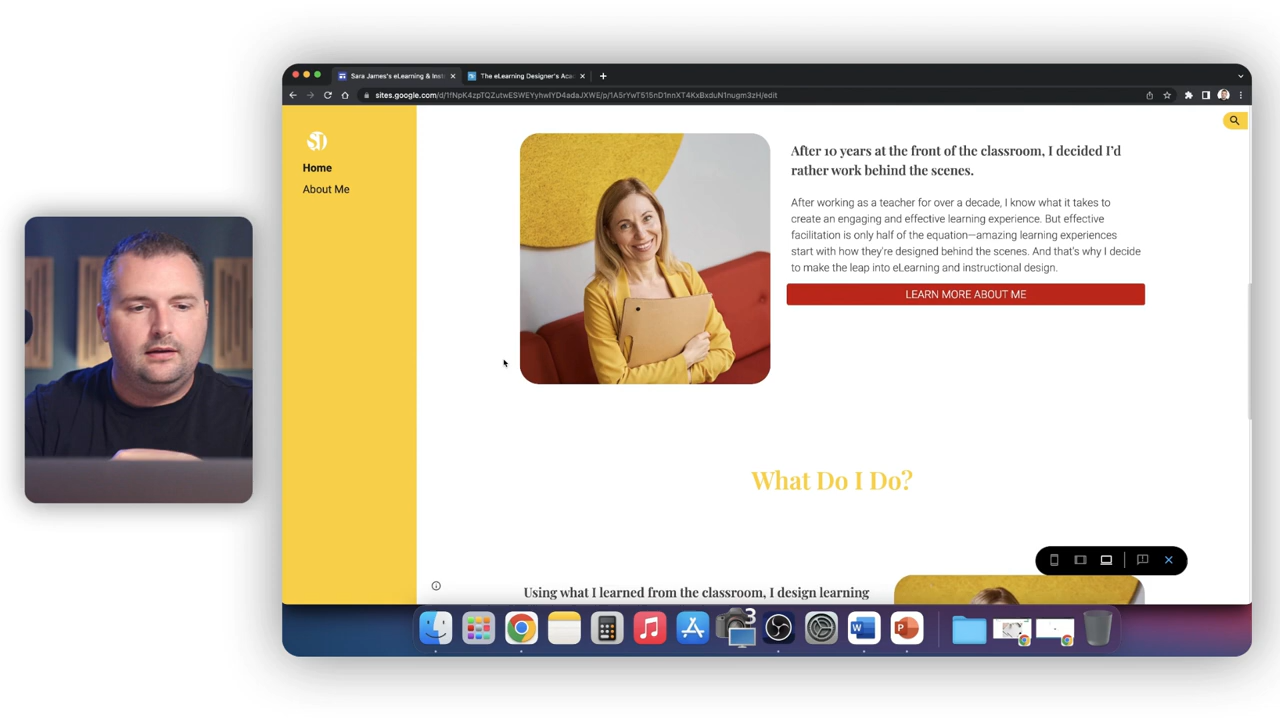 Sara James's eLearning & Inst
The eLearning Designer's Aca
sites.google.com/d/1fNpK4zpTQZutwESWEYyhwIYD4adaJXWE/p/1A5rYwT515nD1nnXT4KxBxduN1nugm3zH/edit
Home
About Me
After 10 years at the front of the classroom, I decided I'd
rather work behind the scenes.
After working as a teacher for over a decade, I know what it takes to
create an engaging and effective learning experience. But effective
facilitation is only half of the equation—amazing learning experiences
start with how they're designed behind the scenes. And that's why I decide
to make the leap into eLearning and instructional design.
LEARN MORE ABOUT ME
What Do I Do?
Using what I learned from the classroom, I design learning
3
W
P